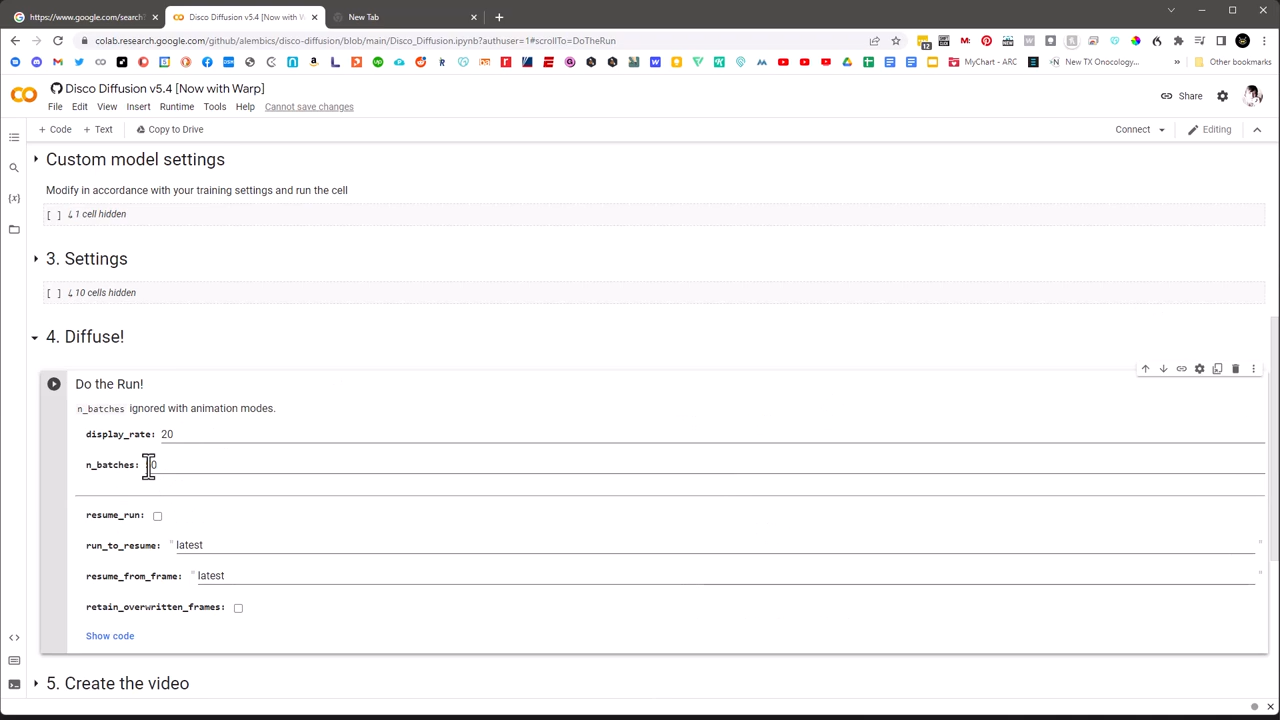 https://www.google.com/search?
Disco Diffusion v5.4 [Now with W
New Tab
colab.research.google.com/github/alembics/disco-diffusion/blob/main/Disco_Diffusion.ipynb?authuser=1#scrollTo=DoTheRun
12
MyChart - ARC
New TX Onocology...
Other bookmarks
Disco Diffusion v5.4 [Now with Warp]
File Edit View Insert Runtime Tools Help Cannot save changes
Share
+ Code + Text Copy to Drive
Connect
Editing
Custom model settings
Modify in accordance with your training settings and run the cell
[ ] ↳ 1 cell hidden
3. Settings
[ ] ↳ 10 cells hidden
4. Diffuse!
Do the Run!
n_batches ignored with animation modes.
display_rate: 20
n_batches:
resume_run:
run_to_resume: " latest "
resume_from_frame: " latest "
retain_overwritten_frames:
Show code
5. Create the video